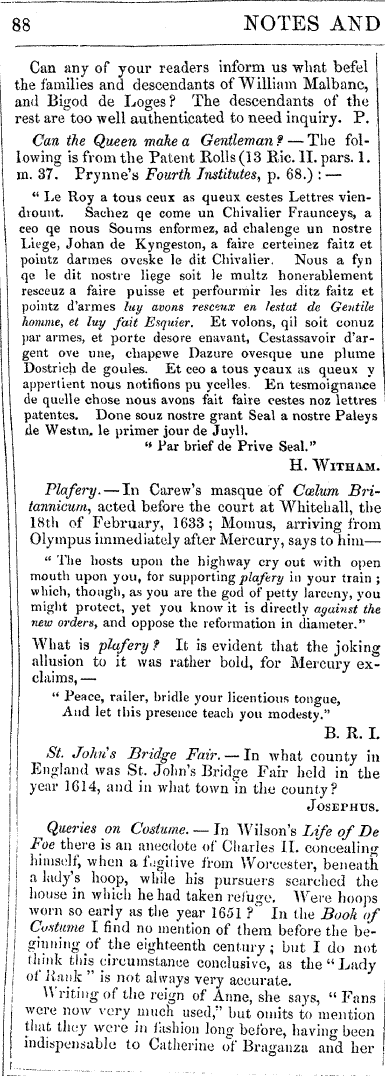 88 NOTES AND
Can any of your readers inform us what befel
the families and descendants of William Malbanc,
and Bigod de Loges? The descendants of the
rest are too well authenticated to need inquiry. P.
Can the Queen make a Gentleman? — The fol-
lowing is from the Patent Rolls (13 Ric. II. pars. 1.
m. 37. Prynne's Fourth Institutes, p. 68.) : —
“ Le Roy a tous ceux as queux cestes Lettres vien-
dront. Sachez qe come un Chivalier Fraunceys, a
ceo qe nous Soums enformez, ad chalenge un nostre
Liege, Johan de Kyngeston, a faire certeinez faitz et
pointz darmes oveske le dit Chivalier. Nous a fyn
qe le dit nostre liege soit le multz honerablement
resceuz a faire puisse et perfourmir les ditz faitz et
pointz d'armes luy avons resceux en lestat de Gentile
homme, et luy fait Esquier. Et volons, qil soit conuz
par armes, et porte desore enavant, Cestassavoir d'ar-
gent ove une, chapewe Dazure ovesque une plume
Dostrich de goules. Et ceo a tous yceaux as queux y
appertient nous notifions pu ycelles. En tesmoignance
de quelle chose nous avons fait faire cestes noz lettres
patentes. Done souz nostre grant Seal a nostre Paleys
de Westm. le primer jour de Juyll.
“ Par brief de Prive Seal.”
H. WITHAM.
Plafery. — In Carew's masque of Cœlum Bri-
tannicum, acted before the court at Whitehall, the
18th of February, 1633; Momus, arriving from
Olympus immediately after Mercury, says to him—
“ The hosts upon the highway cry out with open
mouth upon you, for supporting plafery in your train ;
which, though, as you are the god of petty larceny, you
might protect, yet you know it is directly against the
new orders, and oppose the reformation in diameter.”
What is plafery? It is evident that the joking
allusion to it was rather bold, for Mercury ex-
claims, —
“ Peace, railer, bridle your licentious tongue,
And let this presence teach you modesty.”
B. R. I.
St. John's Bridge Fair. — In what county in
England was St. John's Bridge Fair held in the
year 1614, and in what town in the county?
JOSEPHUS.
Queries on Costume. — In Wilson's Life of De
Foe there is an anecdote of Charles II. concealing
himself, when a fugitive from Worcester, beneath
a lady's hoop, while his pursuers searched the
house in which he had taken refuge. Were hoops
worn so early as the year 1651 ? In the Book of
Costume I find no mention of them before the be-
ginning of the eighteenth century; but I do not
think this circumstance conclusive, as the “ Lady
of Rank ” is not always very accurate.
Writing of the reign of Anne, she says, “ Fans
were now very much used,” but omits to mention
that they were in fashion long before, having been
indispensable to Catherine of Braganza and her